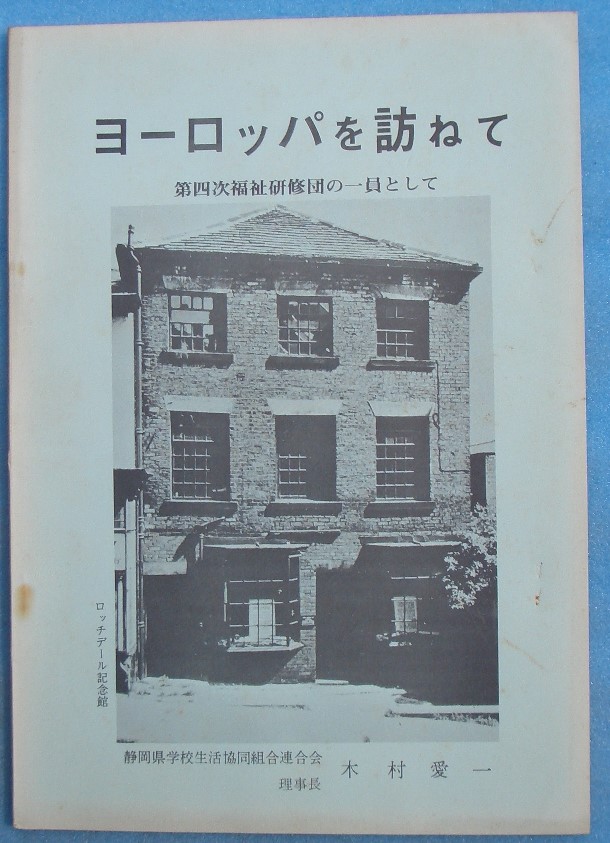 ヨーロッパを訪ねて
第四次福祉研修団の一員として
ロッチデール記念館
静岡県学校生活協同組合連合会
理事長 木村愛一